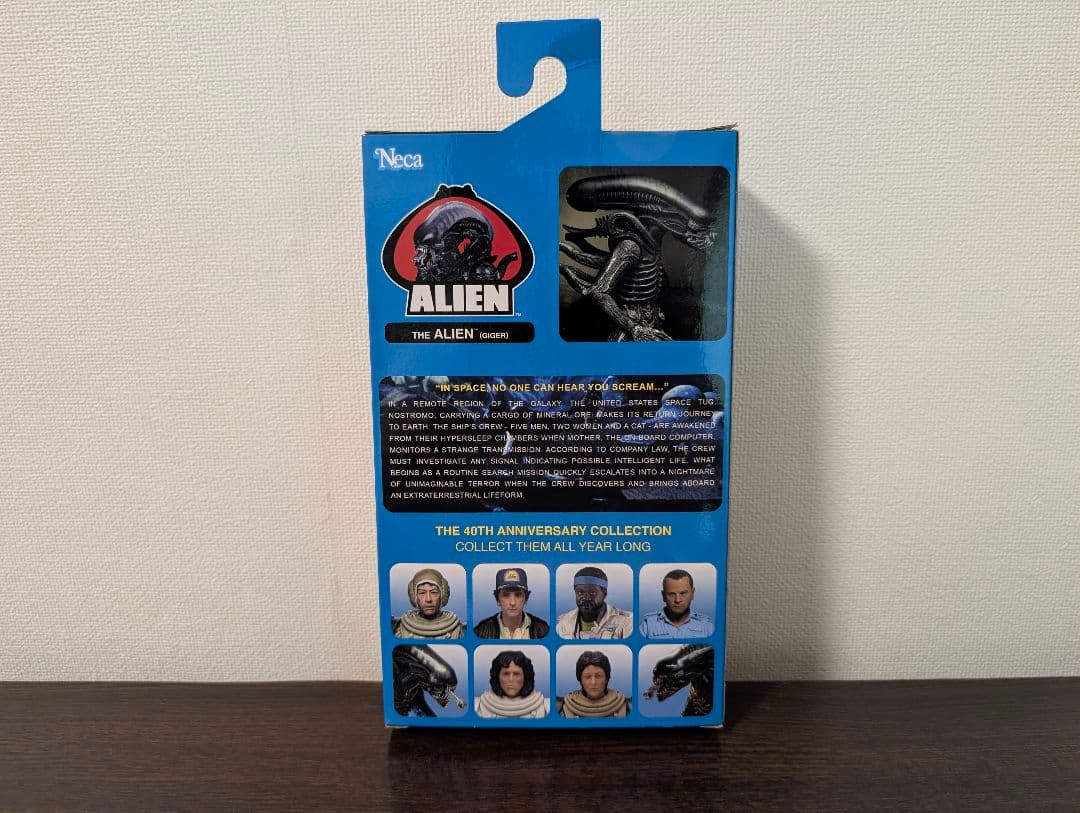 Neca
ALIEN™
THE ALIEN™ (GIGER)
"IN SPACE NO ONE CAN HEAR YOU SCREAM..."
IN A REMOTE REGION OF THE GALAXY, THE UNITED STATES SPACE TUG
NOSTROMO, CARRYING A CARGO OF MINERAL ORE, MAKES ITS RETURN JOURNEY
TO EARTH. THE SHIP'S CREW - FIVE MEN, TWO WOMEN AND A CAT - ARE AWAKENED
FROM THEIR HYPERSLEEP CHAMBERS WHEN MOTHER, THE ON-BOARD COMPUTER,
MONITORS A STRANGE TRANSMISSION. ACCORDING TO COMPANY LAW, THE CREW
MUST INVESTIGATE ANY SIGNAL INDICATING POSSIBLE INTELLIGENT LIFE. WHAT
BEGINS AS A ROUTINE SEARCH MISSION QUICKLY ESCALATES INTO A NIGHTMARE
OF UNIMAGINABLE TERROR WHEN THE CREW DISCOVERS AND BRINGS ABOARD
AN EXTRATERRESTRIAL LIFEFORM.
THE 40TH ANNIVERSARY COLLECTION
COLLECT THEM ALL YEAR LONG